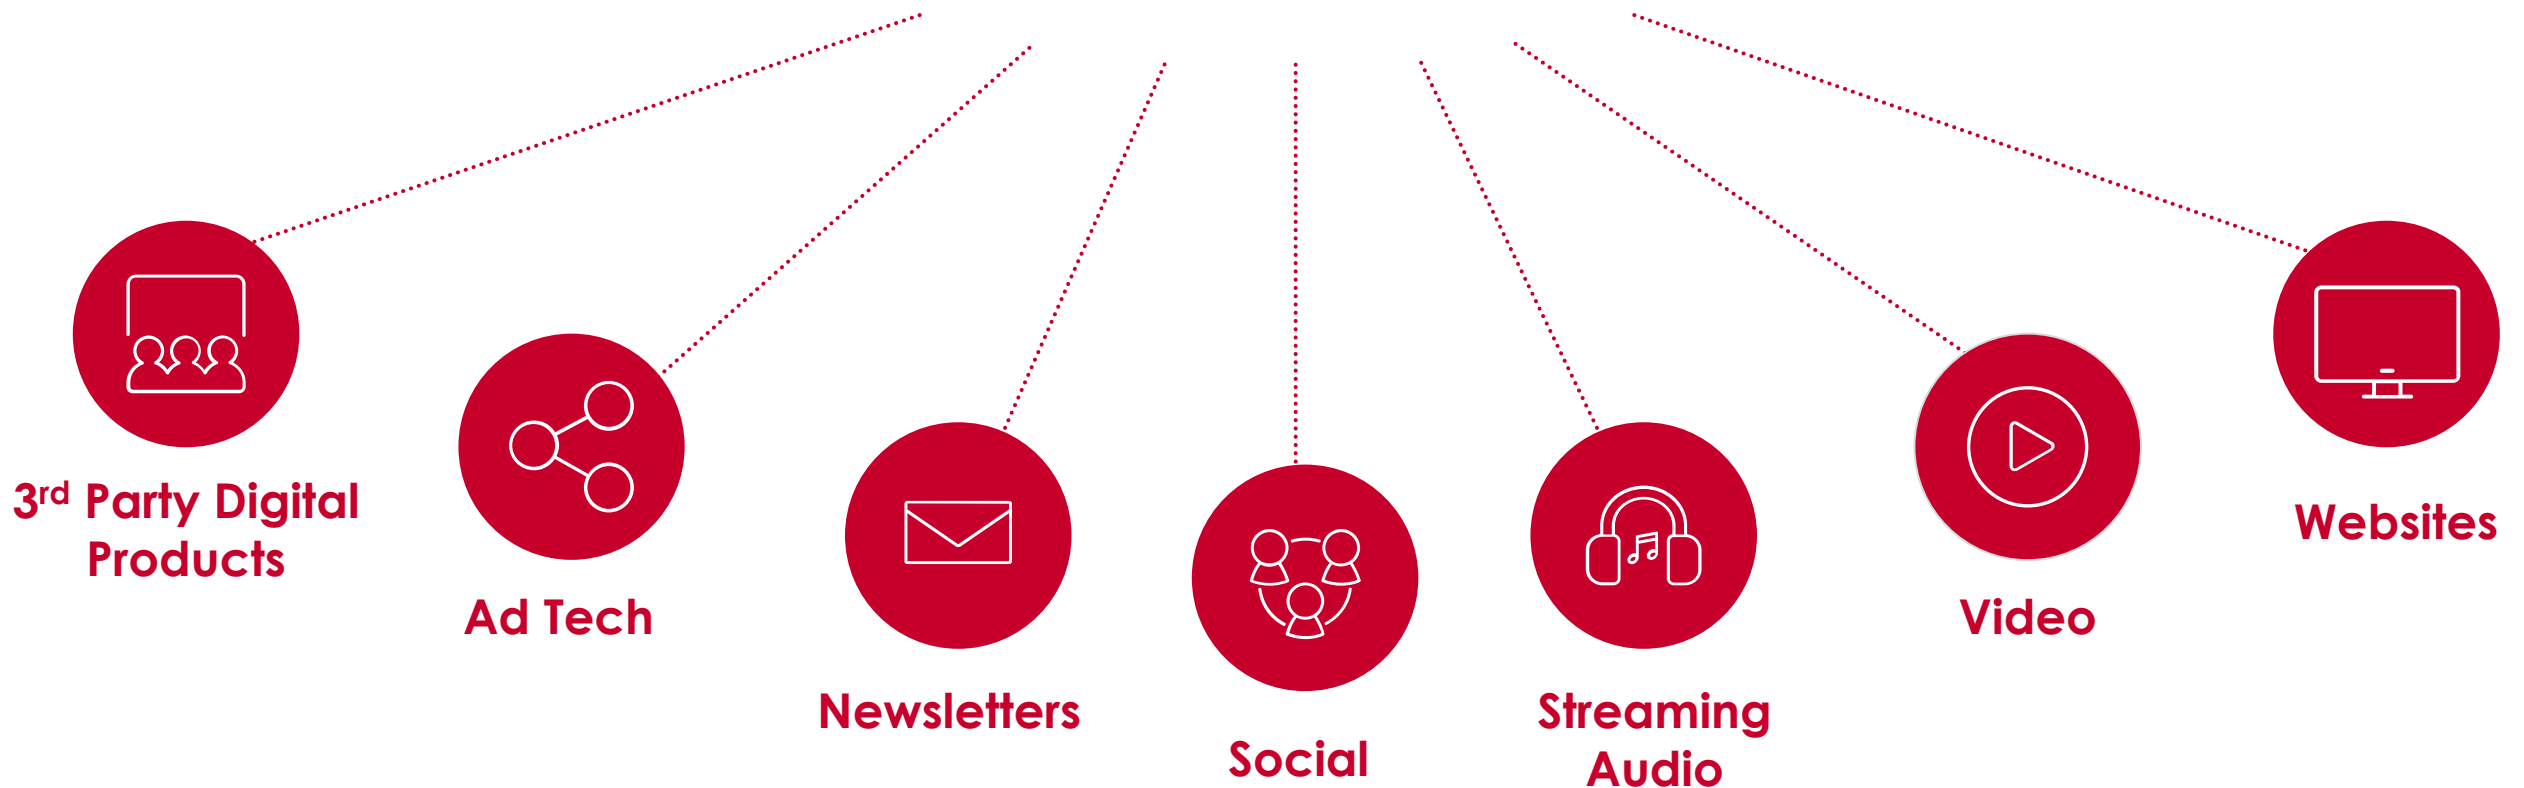 3rd Party Digital
Products
Ad Tech
Newsletters
Social
Streaming
Audio
Video
Websites